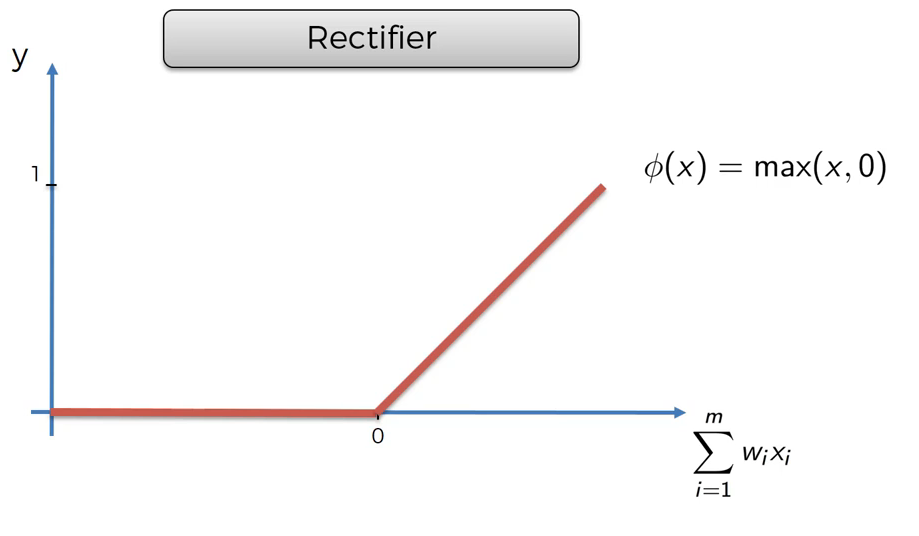 Rectifier
y
1
ϕ(x) = max(x, 0)
0
m
∑ wᵢxᵢ
i=1